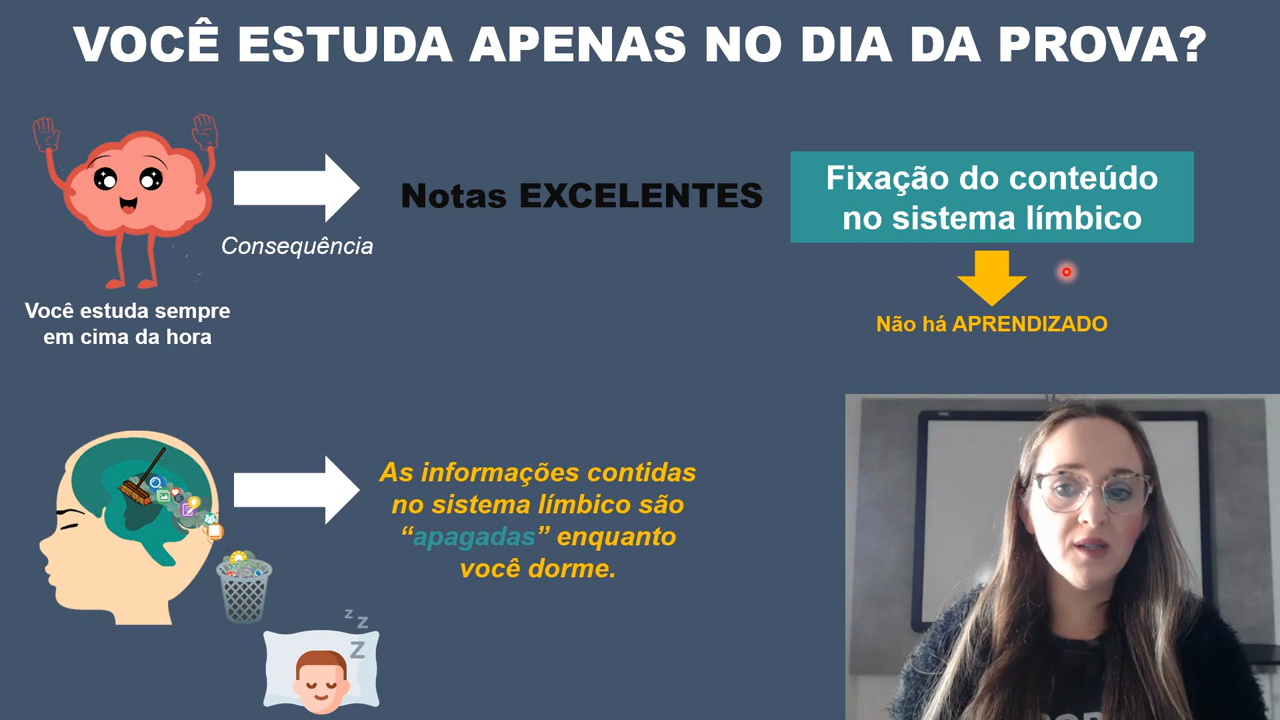 VOCÊ ESTUDA APENAS NO DIA DA PROVA?
Consequência
Você estuda sempre
em cima da hora
Notas EXCELENTES
Fixação do conteúdo
no sistema límbico
Não há APRENDIZADO
As informações contidas
no sistema límbico são
“apagadas” enquanto
você dorme.
z
z
Z